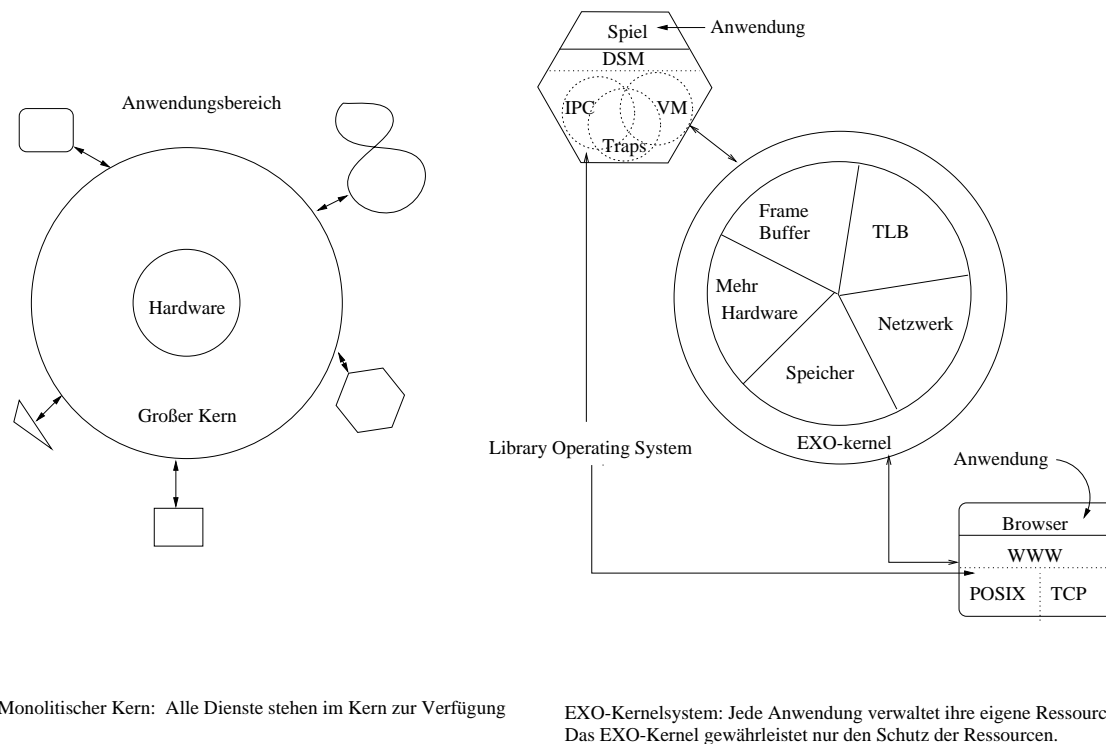 Anwendungsbereich
Hardware
Großer Kern
Monolitischer Kern: Alle Dienste stehen im Kern zur Verfügung
Spiel
Anwendung
DSM
IPC
VM
Traps
Frame
Buffer
TLB
Mehr
Hardware
Netzwerk
Speicher
EXO-kernel
Library Operating System
Anwendung
Browser
WWW
POSIX
TCP
EXO-Kernelsystem: Jede Anwendung verwaltet ihre eigene Ressourc
Das EXO-Kernel gewährleistet nur den Schutz der Ressourcen.